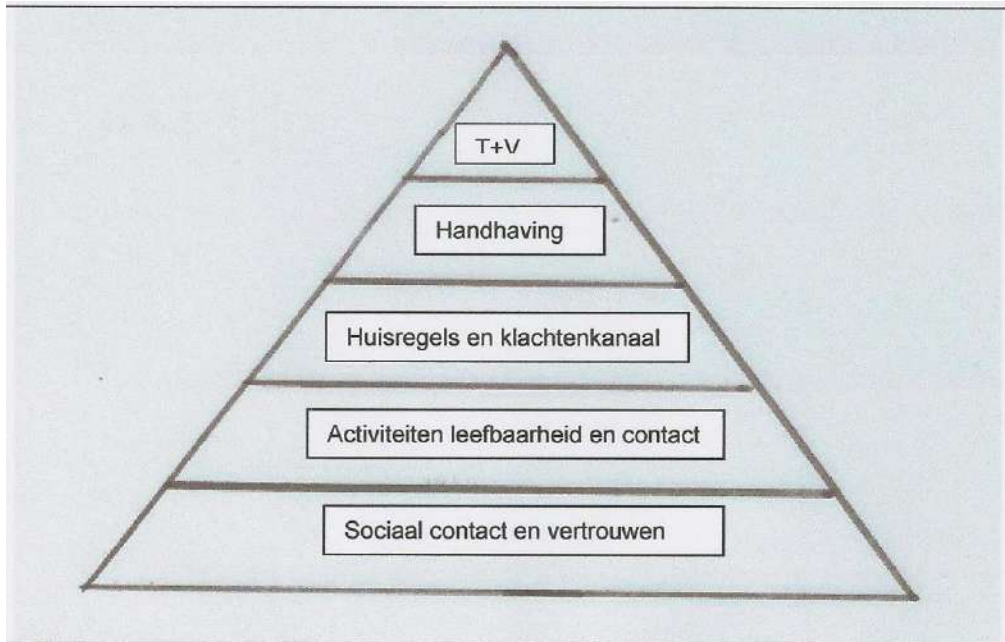 T+V
Handhaving
Huisregels en klachtenkanaal
Activiteiten leefbaarheid en contact
Sociaal contact en vertrouwen